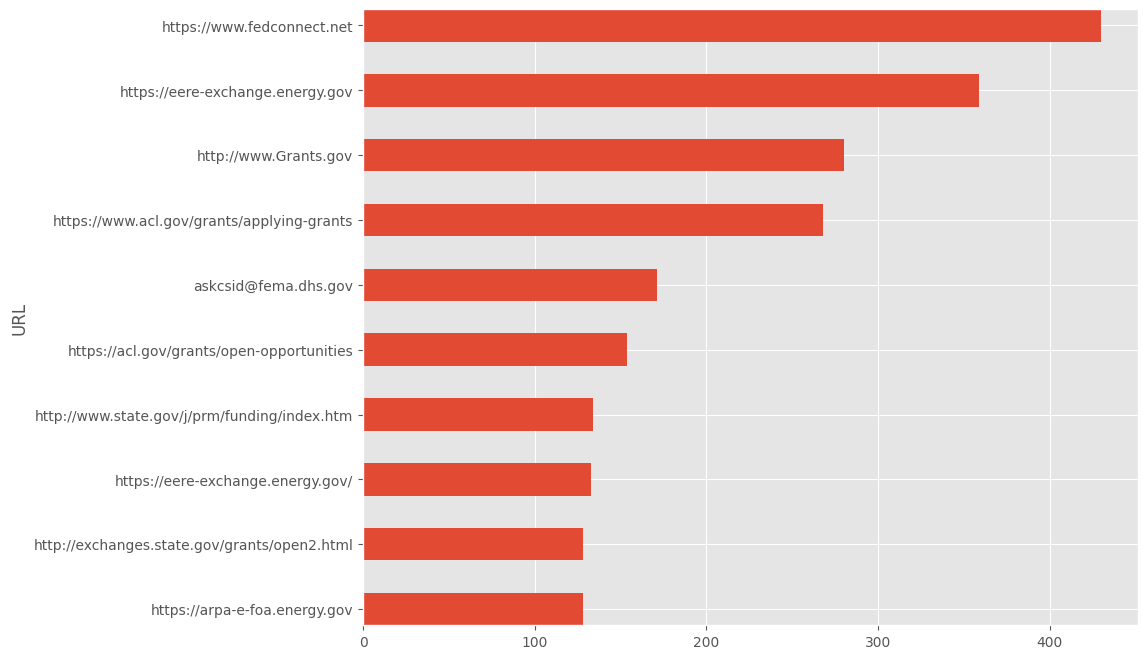 https://www.fedconnect.net
https://eere-exchange.energy.gov
http://www.Grants.gov
https://www.acl.gov/grants/applying-grants
askcsid@fema.dhs.gov
https://acl.gov/grants/open-opportunities
http://www.state.gov/j/prm/funding/index.htm
https://eere-exchange.energy.gov/
http://exchanges.state.gov/grants/open2.html
https://arpa-e-foa.energy.gov
URL
0 100 200 300 400